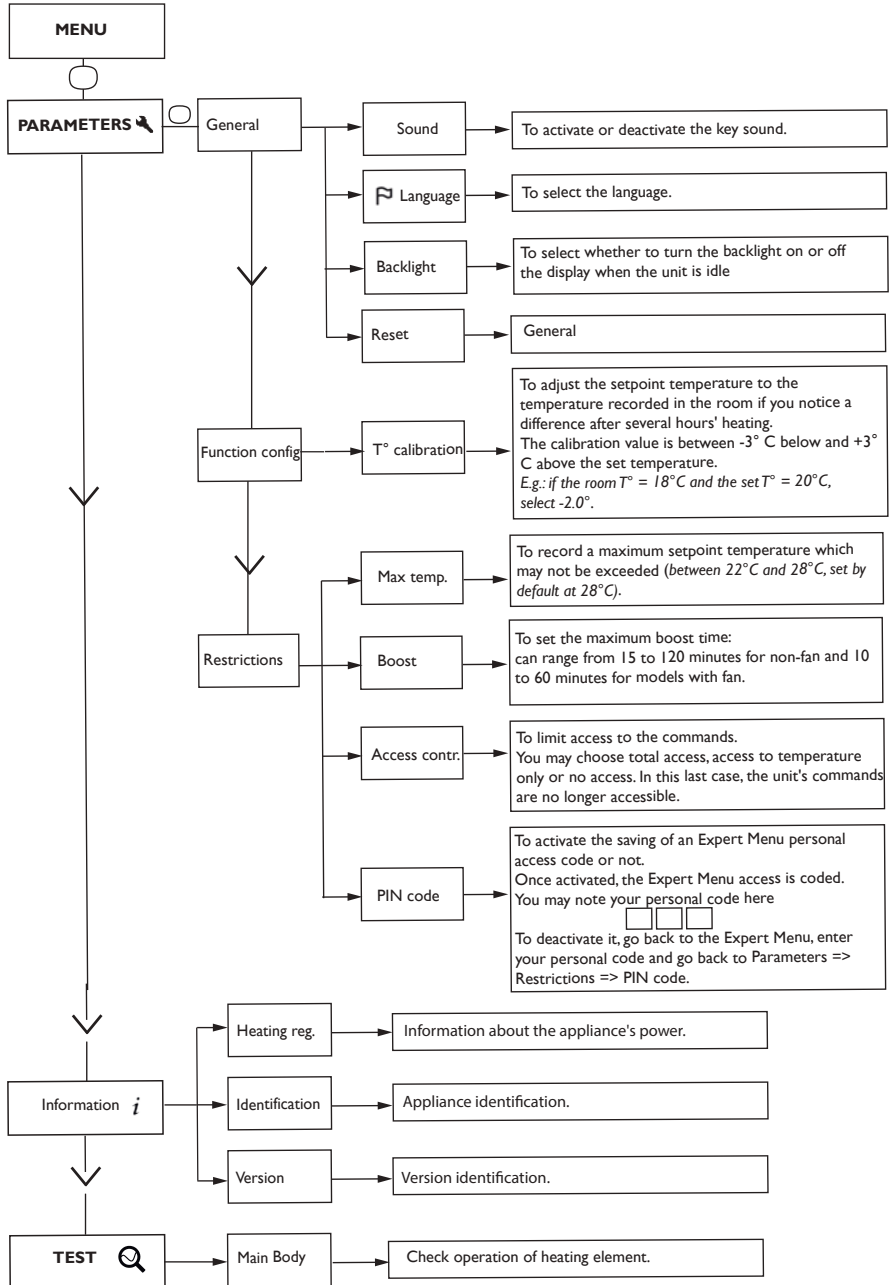 MENU
PARAMETERS
General
Sound
To activate or deactivate the key sound.
Language
To select the language.
Backlight
To select whether to turn the backlight on or off
the display when the unit is idle
Reset
General
Function config
T° calibration
To adjust the setpoint temperature to the
temperature recorded in the room if you notice a
difference after several hours' heating.
The calibration value is between -3° C below and +3°
C above the set temperature.
E.g.: if the room T° = 18°C and the set T° = 20°C,
select -2.0°.
Restrictions
Max temp.
To record a maximum setpoint temperature which
may not be exceeded (between 22°C and 28°C, set by
default at 28°C).
Boost
To set the maximum boost time:
can range from 15 to 120 minutes for non-fan and 10
to 60 minutes for models with fan.
Access contr.
To limit access to the commands.
You may choose total access, access to temperature
only or no access. In this last case, the unit's commands
are no longer accessible.
PIN code
To activate the saving of an Expert Menu personal
access code or not.
Once activated, the Expert Menu access is coded.
You may note your personal code here
To deactivate it, go back to the Expert Menu, enter
your personal code and go back to Parameters =>
Restrictions => PIN code.
Information i
Heating reg.
Information about the appliance's power.
Identification
Appliance identification.
Version
Version identification.
TEST
Main Body
Check operation of heating element.